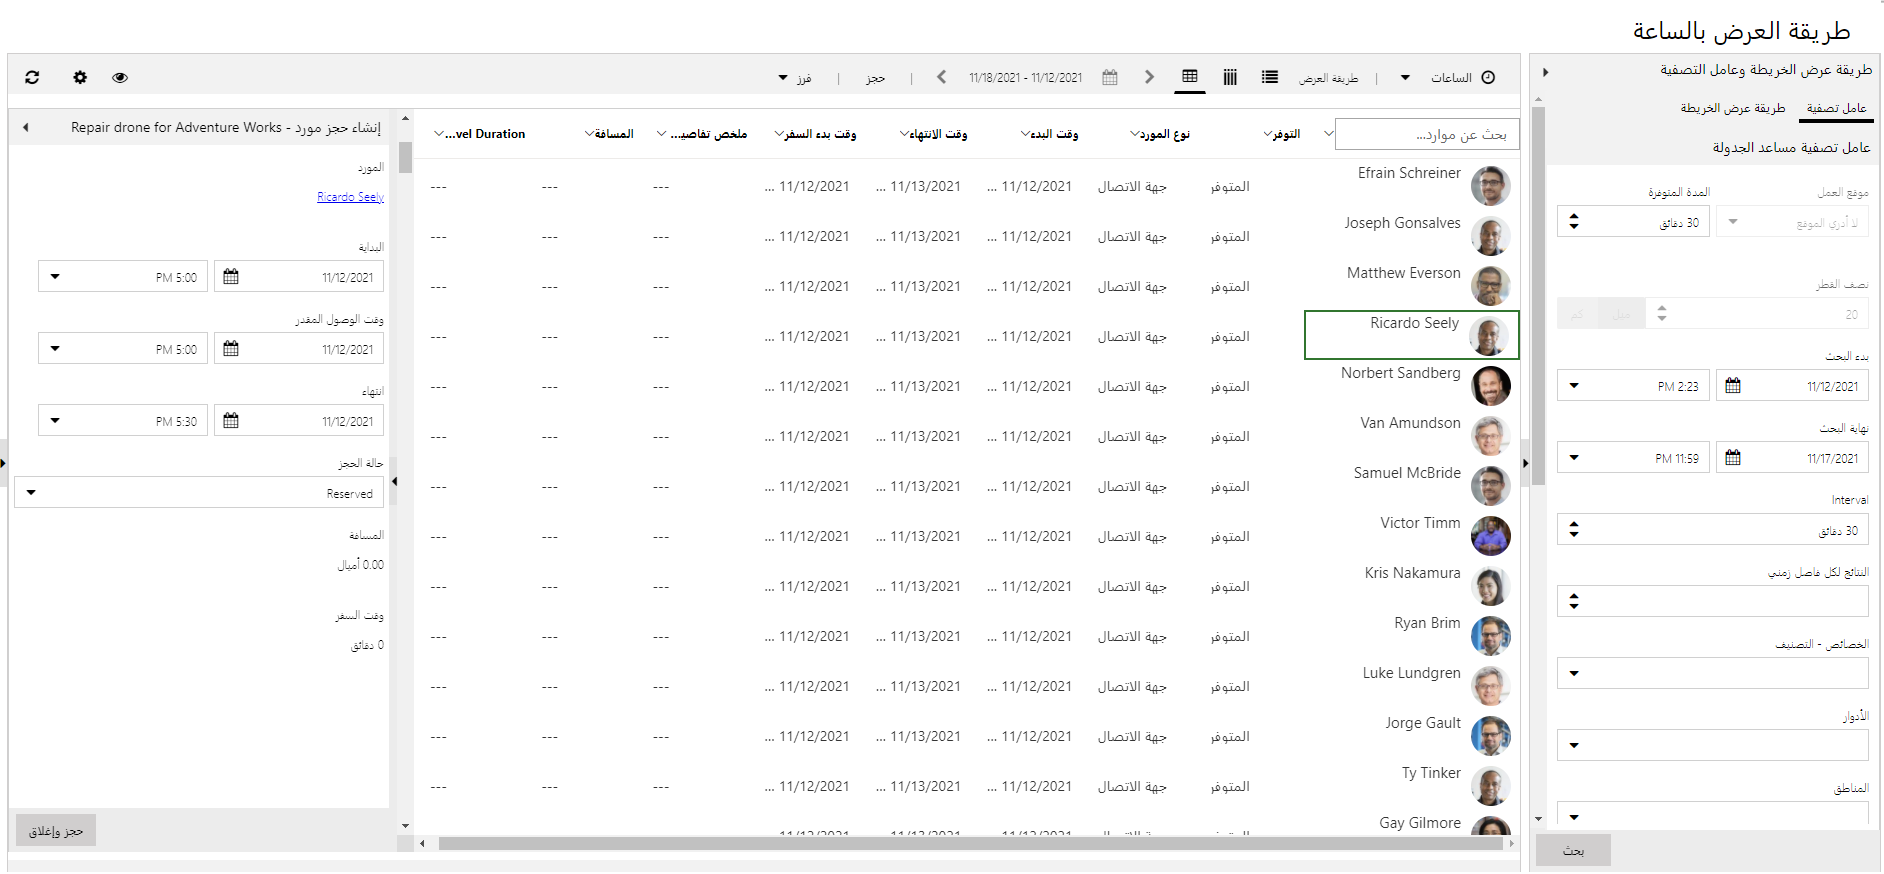 طريقة العرض بالساعة
طريقة عرض الخريطة وعامل التصفية
عامل تصفية
طريقة عرض الخريطة
عامل تصفية مساعد الجدولة
موقع العمل
المدة المتوفرة
لا أدري الموقع
30 دقائق
نصف القطر
20
ميل
كم
بدء البحث
11/12/2021
2:23 PM
نهاية البحث
11/17/2021
11:59 PM
Interval
30 دقائق
النتائج لكل فاصل زمني
الخصائص - التصنيف
الأدوار
المناطق
بحث
الساعات
طريقة العرض
11/12/2021 - 11/18/2021
حجز
فرز
بحث عن موارد...
التوفر
نوع المورد
وقت البدء
وقت الانتهاء
وقت بدء السفر
ملخص تفاصيـ...
المسافة
...vel Duration
Efrain Schreiner المتوفر جهة الاتصال 11/12/2021 ... 11/13/2021 ... 11/12/2021 ... --- --- ---
Joseph Gonsalves المتوفر جهة الاتصال 11/12/2021 ... 11/13/2021 ... 11/12/2021 ... --- --- ---
Matthew Everson المتوفر جهة الاتصال 11/12/2021 ... 11/13/2021 ... 11/12/2021 ... --- --- ---
Ricardo Seely المتوفر جهة الاتصال 11/12/2021 ... 11/13/2021 ... 11/12/2021 ... --- --- ---
Norbert Sandberg المتوفر جهة الاتصال 11/12/2021 ... 11/13/2021 ... 11/12/2021 ... --- --- ---
Van Amundson المتوفر جهة الاتصال 11/12/2021 ... 11/13/2021 ... 11/12/2021 ... --- --- ---
Samuel McBride المتوفر جهة الاتصال 11/12/2021 ... 11/13/2021 ... 11/12/2021 ... --- --- ---
Victor Timm المتوفر جهة الاتصال 11/12/2021 ... 11/13/2021 ... 11/12/2021 ... --- --- ---
Kris Nakamura المتوفر جهة الاتصال 11/12/2021 ... 11/13/2021 ... 11/12/2021 ... --- --- ---
Ryan Brim المتوفر جهة الاتصال 11/12/2021 ... 11/13/2021 ... 11/12/2021 ... --- --- ---
Luke Lundgren المتوفر جهة الاتصال 11/12/2021 ... 11/13/2021 ... 11/12/2021 ... --- --- ---
Jorge Gault المتوفر جهة الاتصال 11/12/2021 ... 11/13/2021 ... 11/12/2021 ... --- --- ---
Ty Tinker المتوفر جهة الاتصال 11/12/2021 ... 11/13/2021 ... 11/12/2021 ... --- --- ---
Gay Gilmore
إنشاء حجز مورد - Repair drone for Adventure Works
المورد
Ricardo Seely
البداية
11/12/2021
5:00 PM
وقت الوصول المقدر
11/12/2021
5:00 PM
انتهاء
11/12/2021
5:30 PM
حالة الحجز
Reserved
المسافة
0.00 أميال
وقت السفر
0 دقائق
حجز وإغلاق